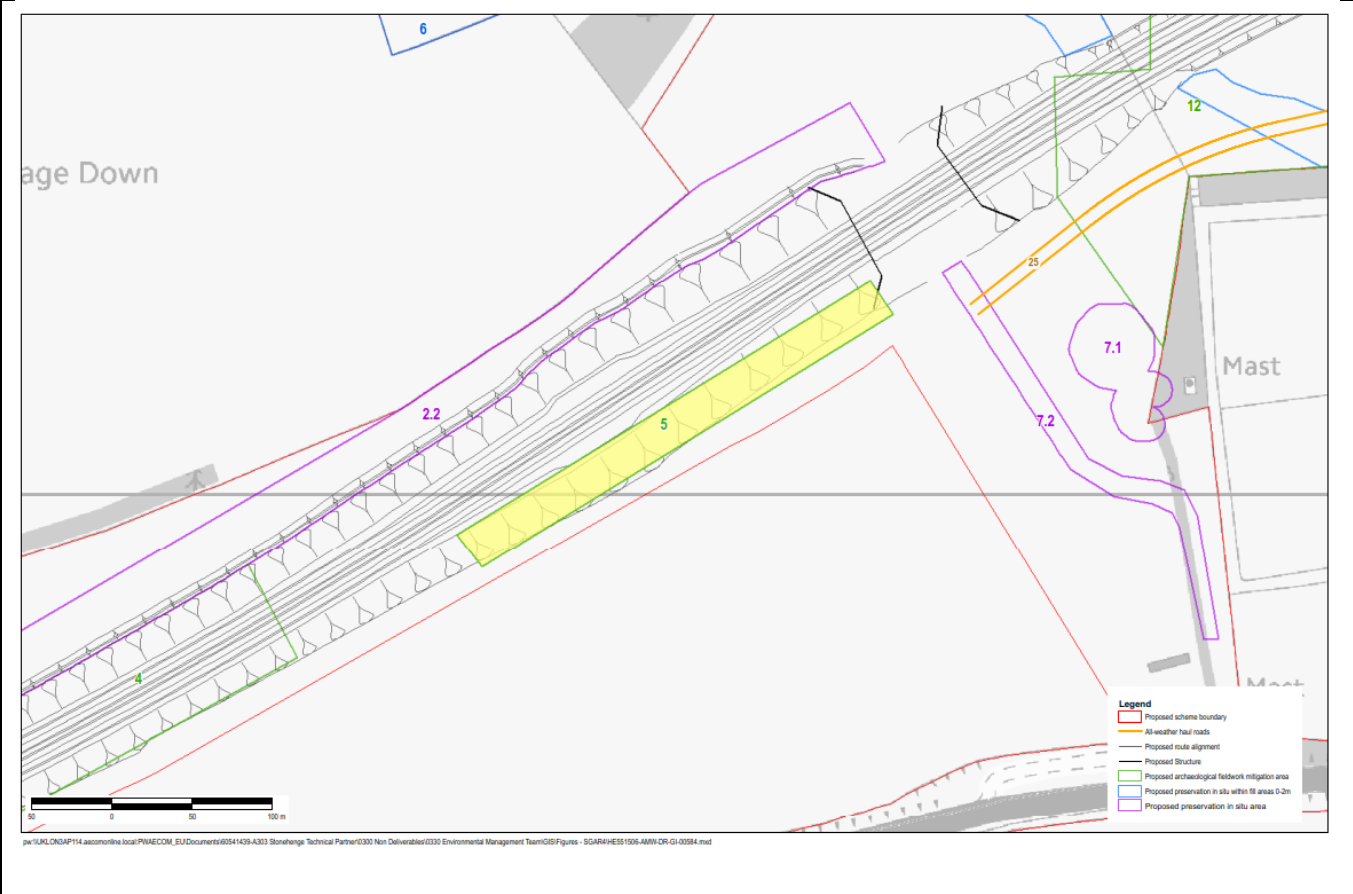 6
12
age Down
25
7.1
Mast
2.2
7.2
5
4
Mast
Legend
Proposed scheme boundary
All-weather haul roads
Proposed route alignment
Proposed Structure
Proposed archaeological fieldwork mitigation area
Proposed preservation in situ within fill areas 0-2m
Proposed preservation in situ area
50 0 50 100 m
pw:\\UKLON3AP114.aecomonline.local:PWAECOM_EU\Documents\60541439-A303 Stonehenge Technical Partner\0300 Non Deliverables\0330 Environmental Management Team\GIS\Figures - SGAR4\HE551506-AMW-DR-GI-00584.mxd